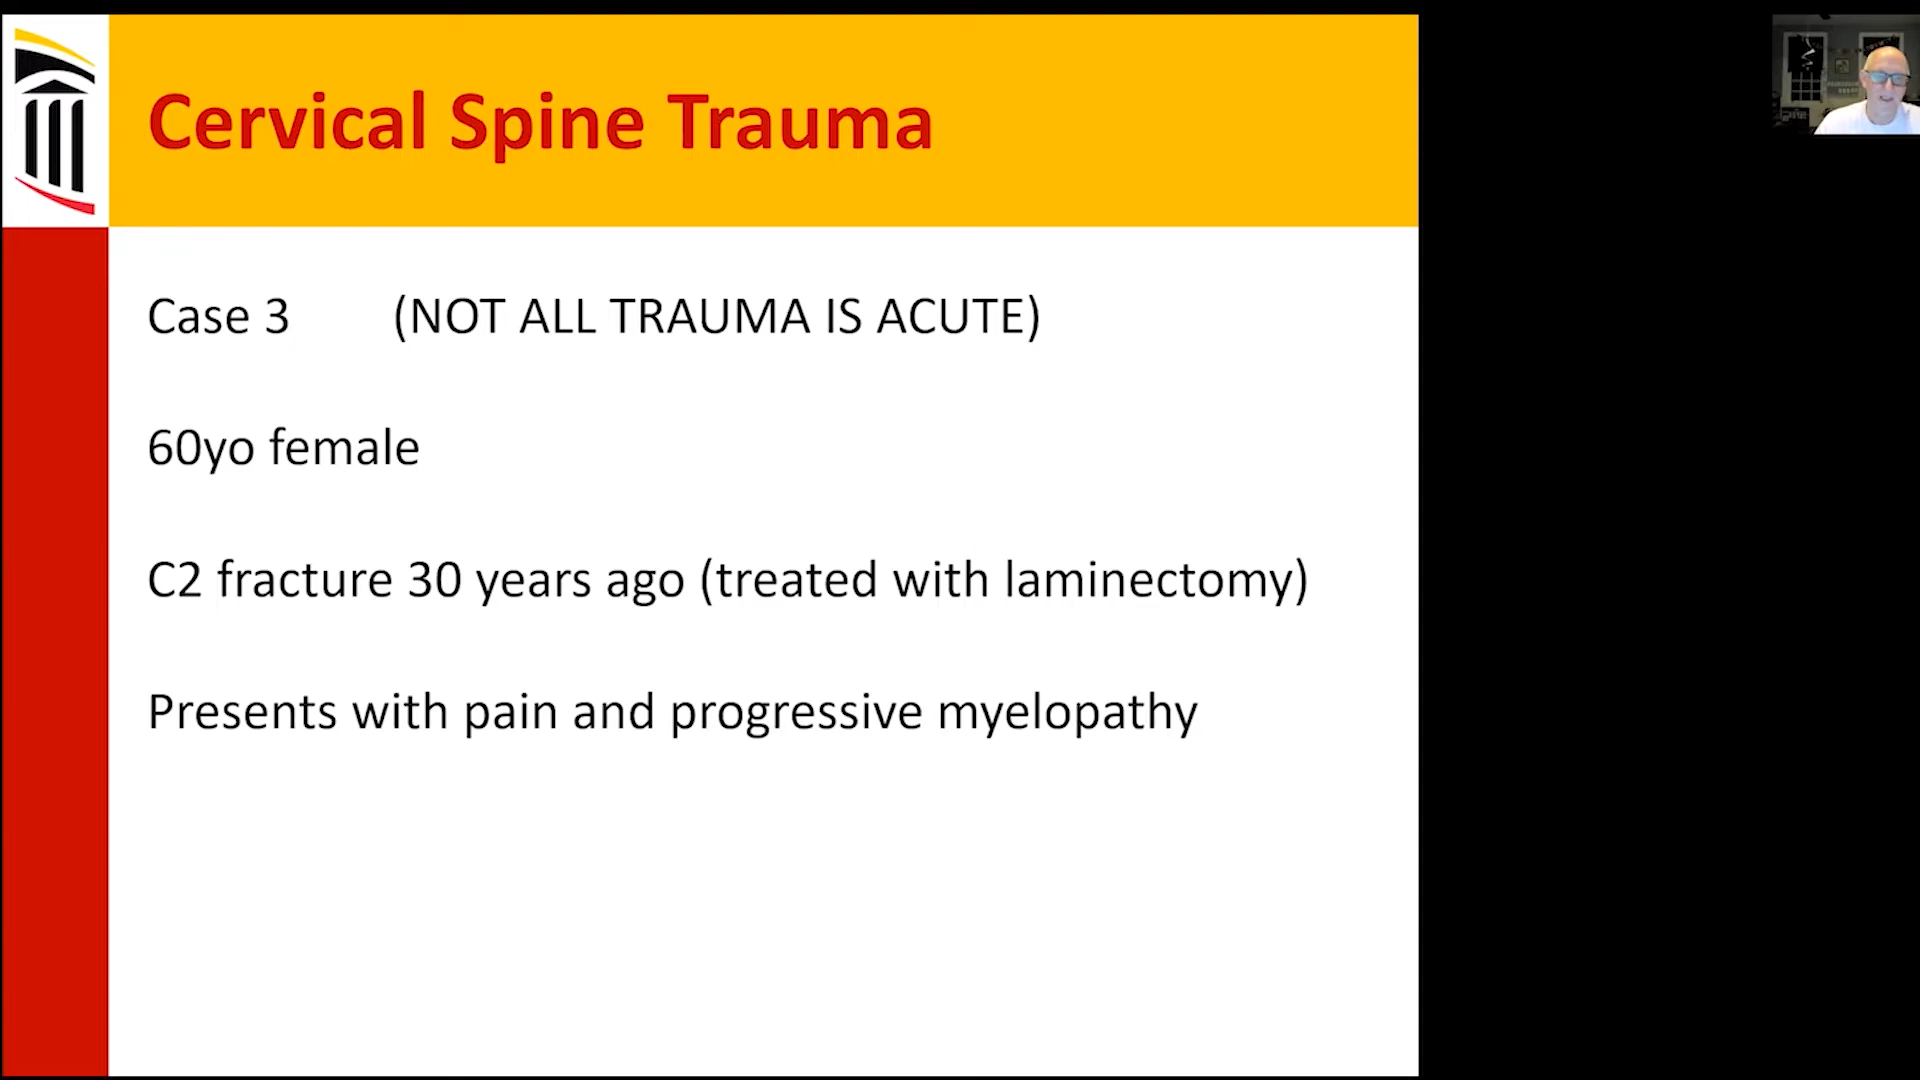 Cervical Spine Trauma
Case 3 (NOT ALL TRAUMA IS ACUTE)
60yo female
C2 fracture 30 years ago (treated with laminectomy)
Presents with pain and progressive myelopathy